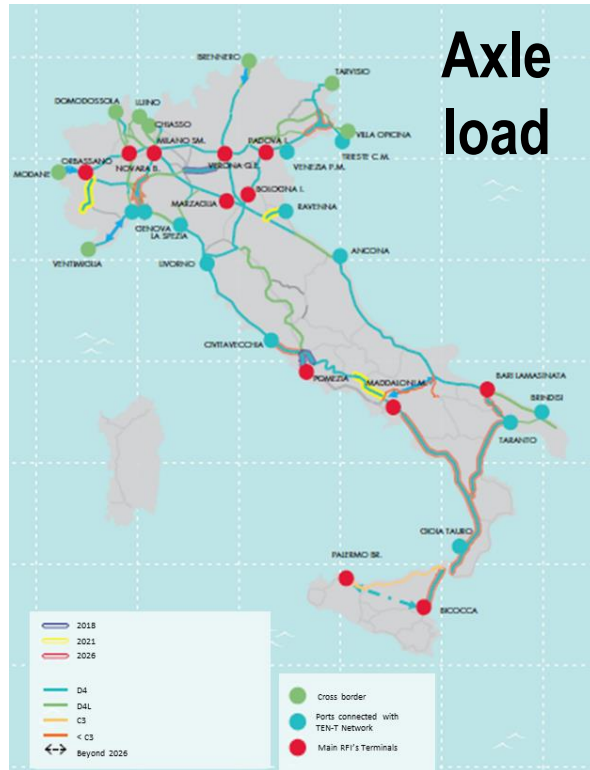 Axle
load
BRENNERO
TARVISIO
DOMODOSSOLA
LUINO
CHIASSO
MILANO SM.
PADOVA I.
VILLA OPICINA
TRIESTE C.M.
ORBASSANO
NOVARA B.
VERONA Q.E.
VENEZIA P.M.
MODANE
BOLOGNA I.
MARZAGLIA
RAVENNA
GENOVA
LA SPEZIA
VENTIMIGLIA
LIVORNO
ANCONA
CIVITAVECCHIA
POMEZIA
MADDALONI M.
BARI LAMASINATA
BRINDISI
TARANTO
GIOIA TAURO
PALERMO BR.
BICOCCA
2018
2021
2026
D4
D4L
C3
< C3
Beyond 2026
Cross border
Ports connected with
TEN-T Network
Main RFI's Terminals